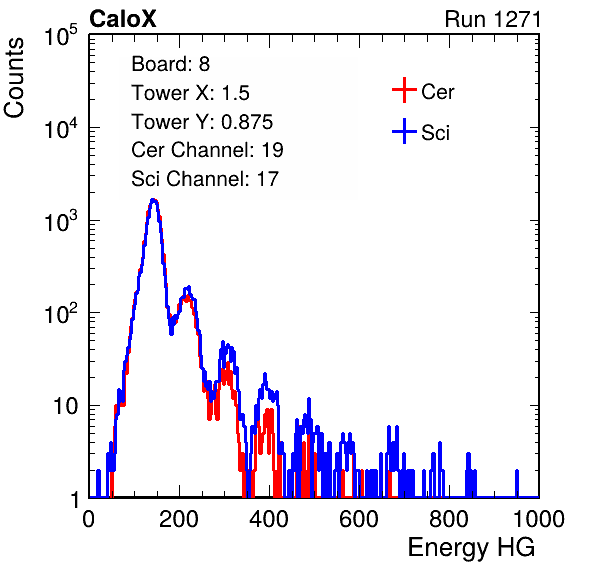 CaloX Run 1271
Counts
10^5
10^4
10^3
10^2
10
1
Board: 8
Tower X: 1.5
Tower Y: 0.875
Cer Channel: 19
Sci Channel: 17
Cer
Sci
0 200 400 600 800 1000
Energy HG